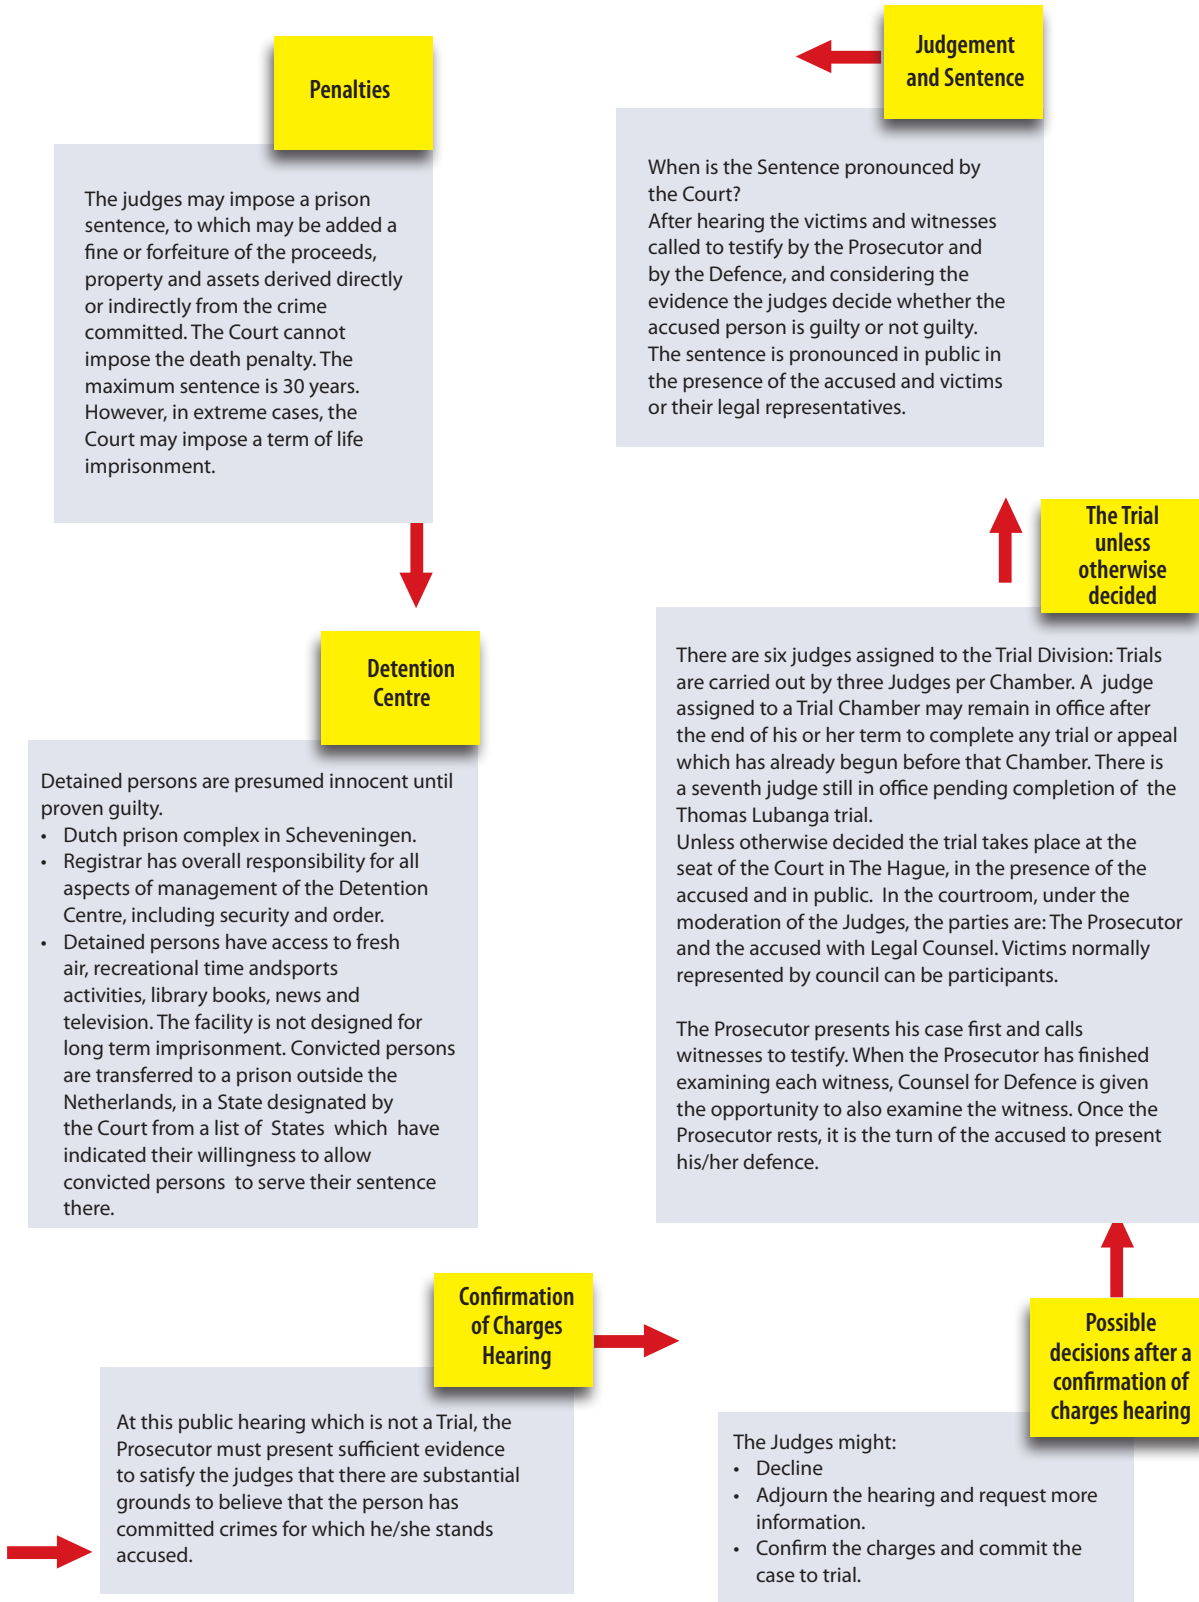 Penalties
The judges may impose a prison
sentence, to which may be added a
fine or forfeiture of the proceeds,
property and assets derived directly
or indirectly from the crime
committed. The Court cannot
impose the death penalty. The
maximum sentence is 30 years.
However, in extreme cases, the
Court may impose a term of life
imprisonment.
Judgement
and Sentence
When is the Sentence pronounced by
the Court?
After hearing the victims and witnesses
called to testify by the Prosecutor and
by the Defence, and considering the
evidence the judges decide whether the
accused person is guilty or not guilty.
The sentence is pronounced in public in
the presence of the accused and victims
or their legal representatives.
Detention
Centre
Detained persons are presumed innocent until
proven guilty.
• Dutch prison complex in Scheveningen.
• Registrar has overall responsibility for all
aspects of management of the Detention
Centre, including security and order.
• Detained persons have access to fresh
air, recreational time andsports
activities, library books, news and
television. The facility is not designed for
long term imprisonment. Convicted persons
are transferred to a prison outside the
Netherlands, in a State designated by
the Court from a list of States which have
indicated their willingness to allow
convicted persons to serve their sentence
there.
The Trial
unless
otherwise
decided
There are six judges assigned to the Trial Division: Trials
are carried out by three Judges per Chamber. A judge
assigned to a Trial Chamber may remain in office after
the end of his or her term to complete any trial or appeal
which has already begun before that Chamber. There is
a seventh judge still in office pending completion of the
Thomas Lubanga trial.
Unless otherwise decided the trial takes place at the
seat of the Court in The Hague, in the presence of the
accused and in public. In the courtroom, under the
moderation of the Judges, the parties are: The Prosecutor
and the accused with Legal Counsel. Victims normally
represented by council can be participants.
The Prosecutor presents his case first and calls
witnesses to testify. When the Prosecutor has finished
examining each witness, Counsel for Defence is given
the opportunity to also examine the witness. Once the
Prosecutor rests, it is the turn of the accused to present
his/her defence.
Confirmation
of Charges
Hearing
At this public hearing which is not a Trial, the
Prosecutor must present sufficient evidence
to satisfy the judges that there are substantial
grounds to believe that the person has
committed crimes for which he/she stands
accused.
Possible
decisions after a
confirmation of
charges hearing
The Judges might:
• Decline
• Adjourn the hearing and request more
information.
• Confirm the charges and commit the
case to trial.